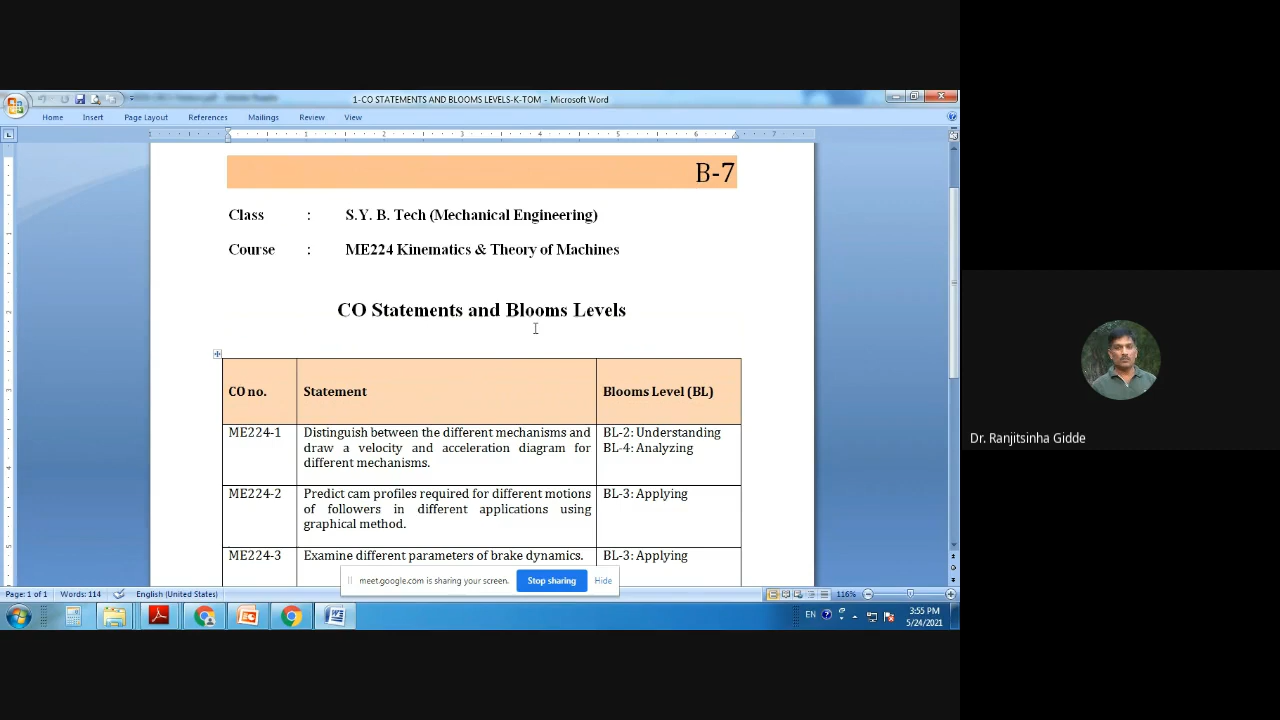 1-CO STATEMENTS AND BLOOMS LEVELS-K-TOM - Microsoft Word
Home Insert Page Layout References Mailings Review View
B-7
Class : S.Y. B. Tech (Mechanical Engineering)
Course : ME224 Kinematics & Theory of Machines
CO Statements and Blooms Levels
CO no. Statement Blooms Level (BL)
ME224-1 Distinguish between the different mechanisms and BL-2: Understanding
draw a velocity and acceleration diagram for BL-4: Analyzing
different mechanisms.
ME224-2 Predict cam profiles required for different motions BL-3: Applying
of followers in different applications using
graphical method.
ME224-3 Examine different parameters of brake dynamics. BL-3: Applying
meet.google.com is sharing your screen. Stop sharing Hide
Page: 1 of 1 Words: 114 English (United States) 116%
EN 3:55 PM
5/24/2021
Dr. Ranjitsinha Gidde